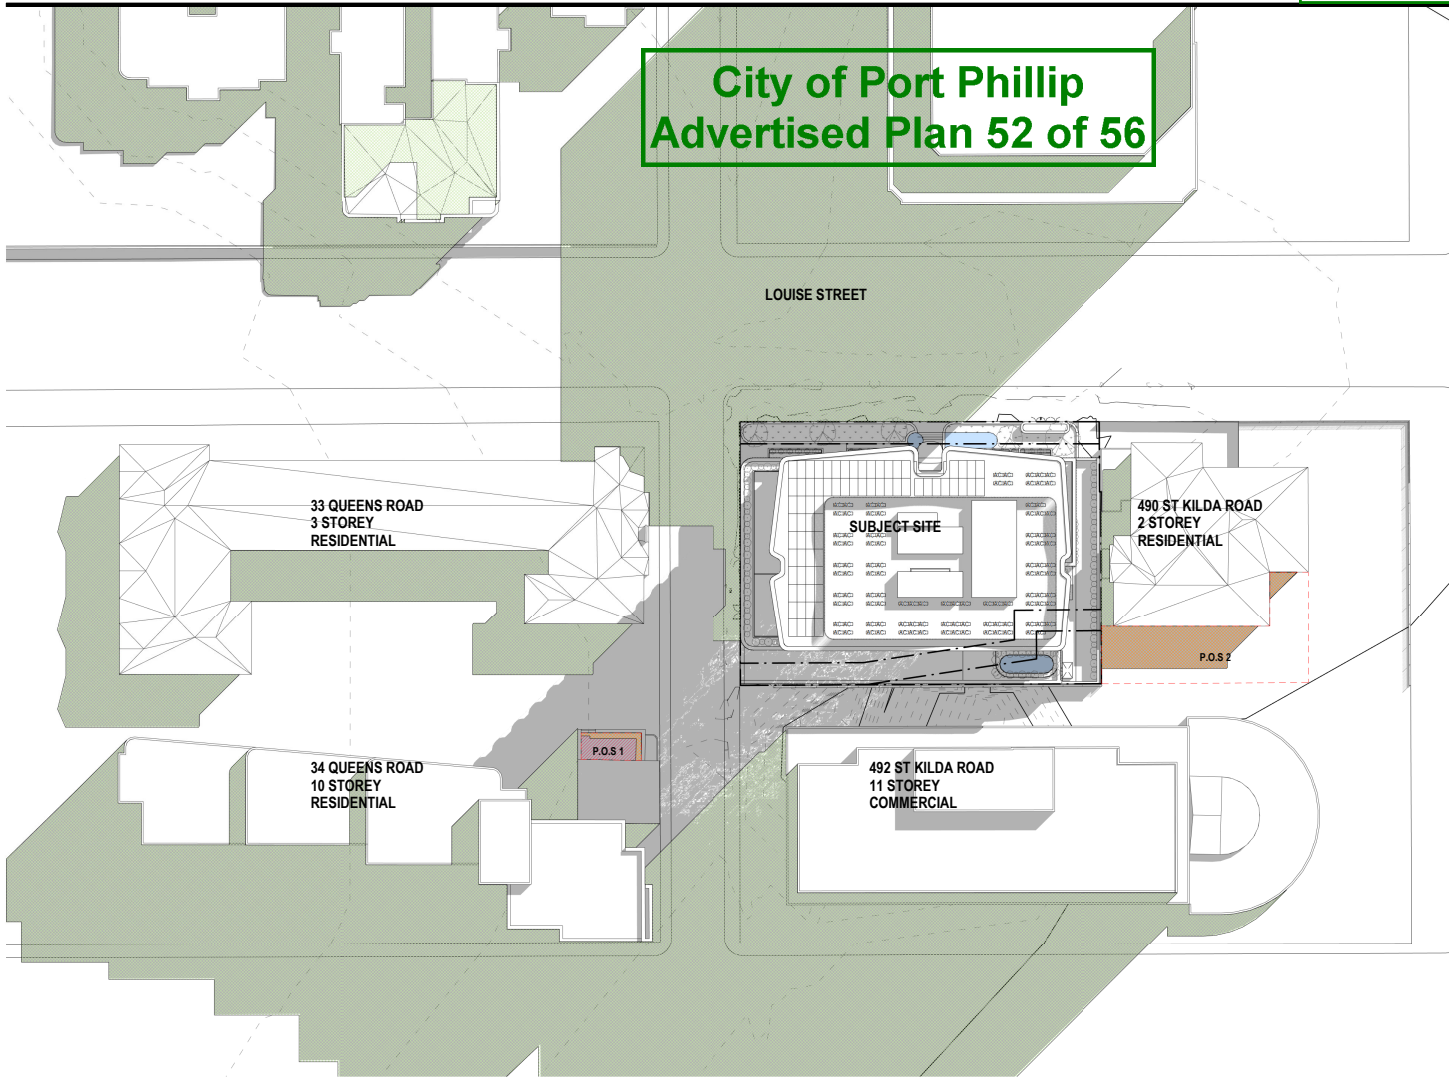 City of Port Phillip
Advertised Plan 52 of 56
LOUISE STREET
33 QUEENS ROAD
3 STOREY
RESIDENTIAL
SUBJECT SITE
490 ST KILDA ROAD
2 STOREY
RESIDENTIAL
P.O.S 2
P.O.S 1
34 QUEENS ROAD
10 STOREY
RESIDENTIAL
492 ST KILDA ROAD
11 STOREY
COMMERCIAL